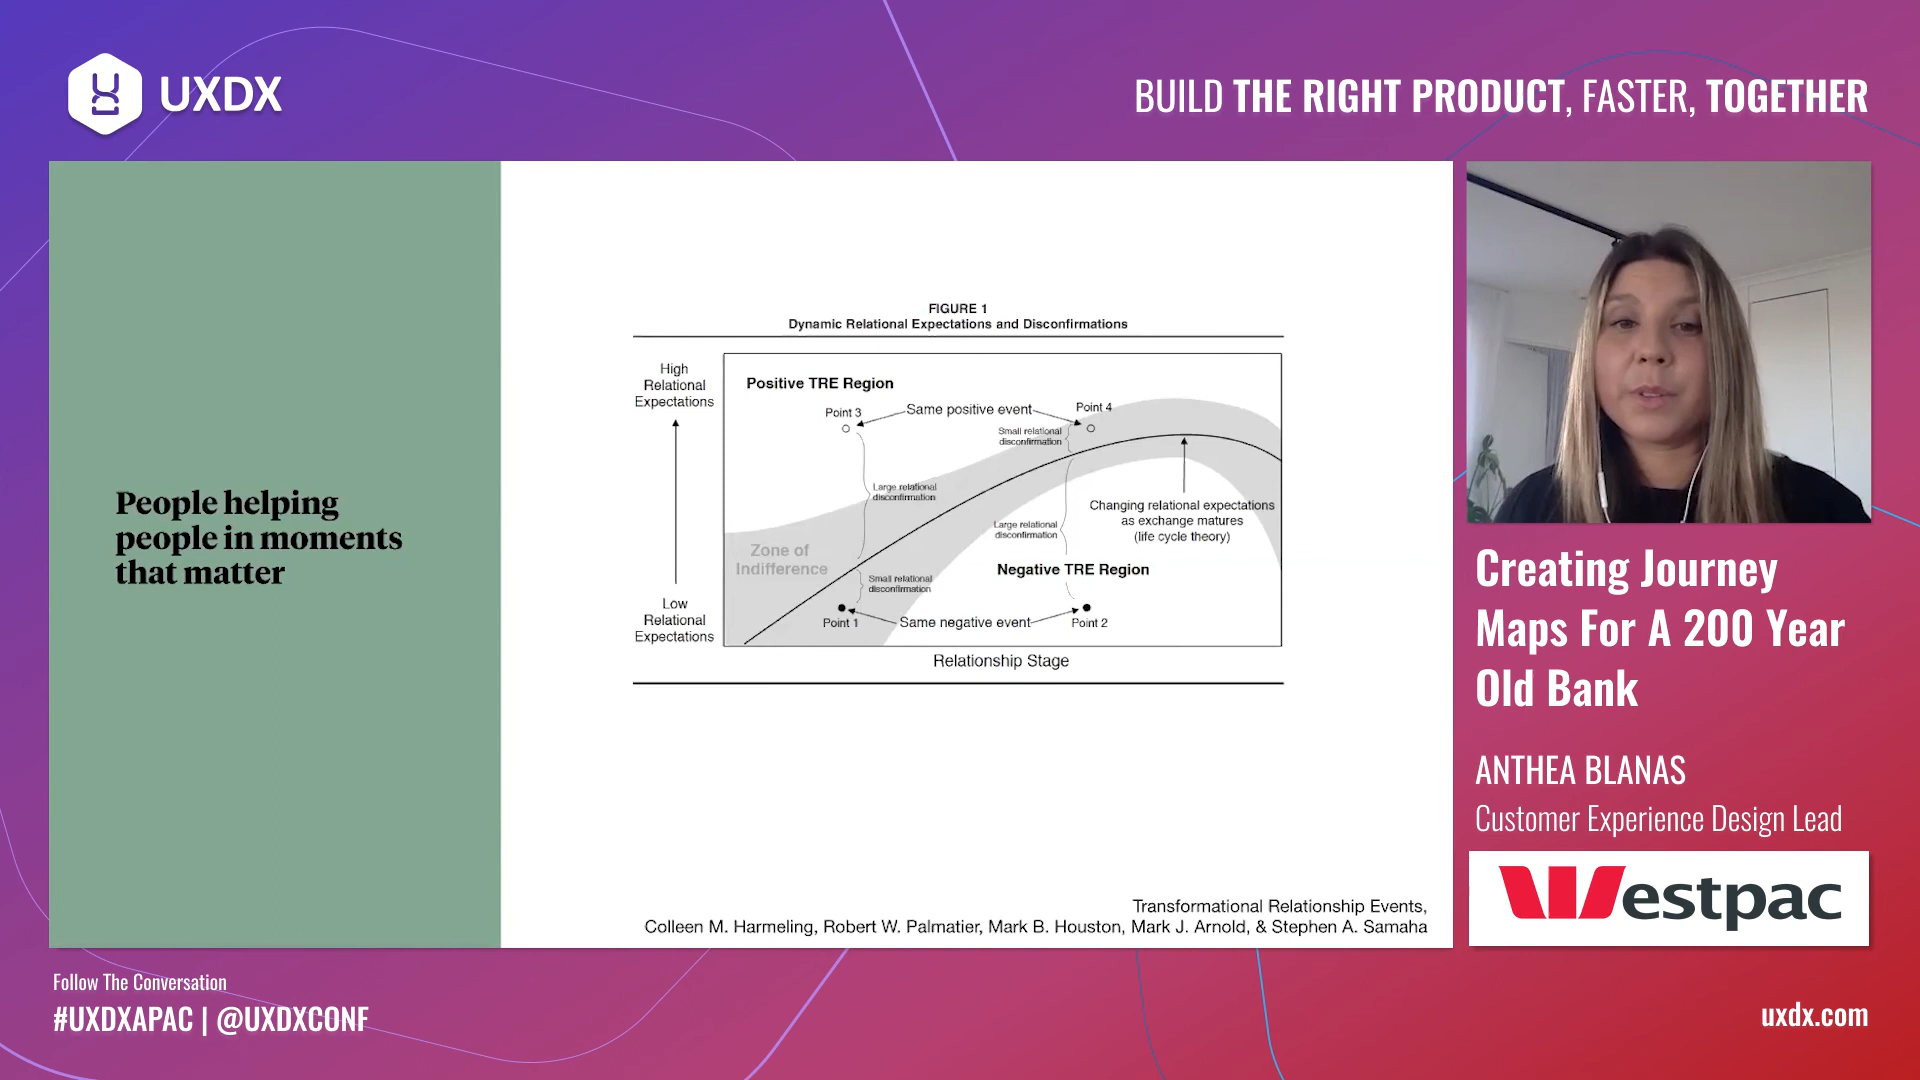 UXDX
BUILD THE RIGHT PRODUCT, FASTER, TOGETHER
People helping
people in moments
that matter
FIGURE 1
Dynamic Relational Expectations and Disconfirmations
High
Relational
Expectations
Low
Relational
Expectations
Positive TRE Region
Point 3
Same positive event
Point 4
Small relational
disconfirmation
Large relational
disconfirmation
Changing relational expectations
as exchange matures
(life cycle theory)
Large relational
disconfirmation
Zone of
Indifference
Negative TRE Region
Small relational
disconfirmation
Point 1
Same negative event
Point 2
Relationship Stage
Transformational Relationship Events,
Colleen M. Harmeling, Robert W. Palmatier, Mark B. Houston, Mark J. Arnold, & Stephen A. Samaha
Creating Journey
Maps For A 200 Year
Old Bank
ANTHEA BLANAS
Customer Experience Design Lead
Westpac
Follow The Conversation
#UXDXAPAC | @UXDXCONF
uxdx.com